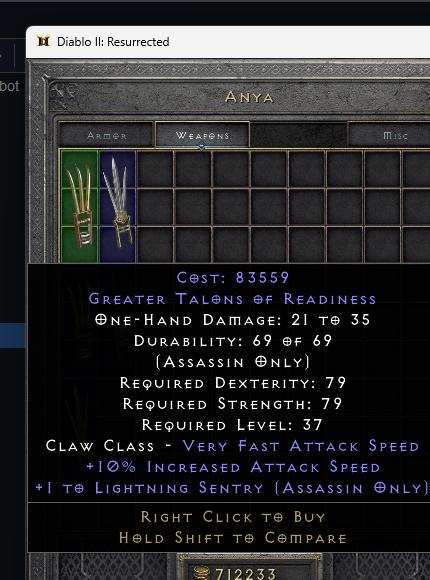 Diablo II: Resurrected
bot
Anya
Armor Weapons Misc
Cost: 83559
Greater Talons of Readiness
One-Hand Damage: 21 to 35
Durability: 69 of 69
(Assassin Only)
Required Dexterity: 79
Required Strength: 79
Required Level: 37
Claw Class - Very Fast Attack Speed
+10% Increased Attack Speed
+1 to Lightning Sentry (Assassin Only)
Right Click to Buy
Hold Shift to Compare
712233